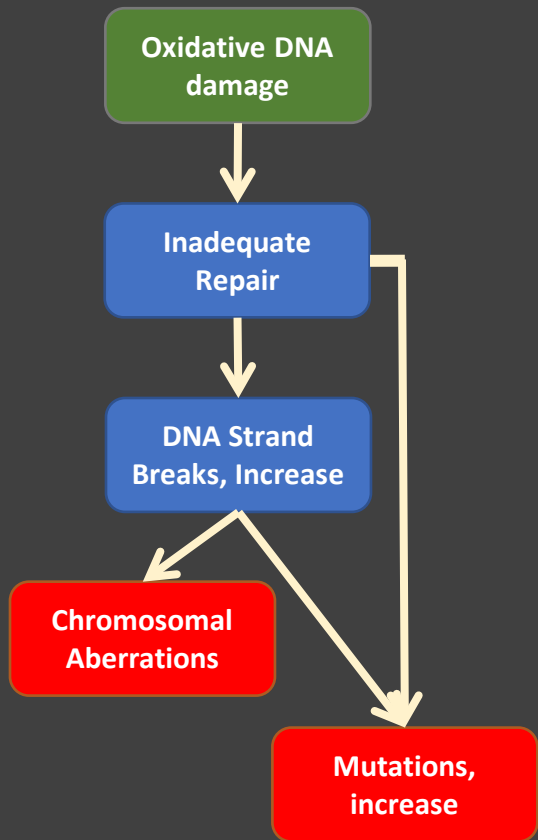 Oxidative DNA
damage
Inadequate
Repair
DNA Strand
Breaks, Increase
Chromosomal
Aberrations
Mutations,
increase